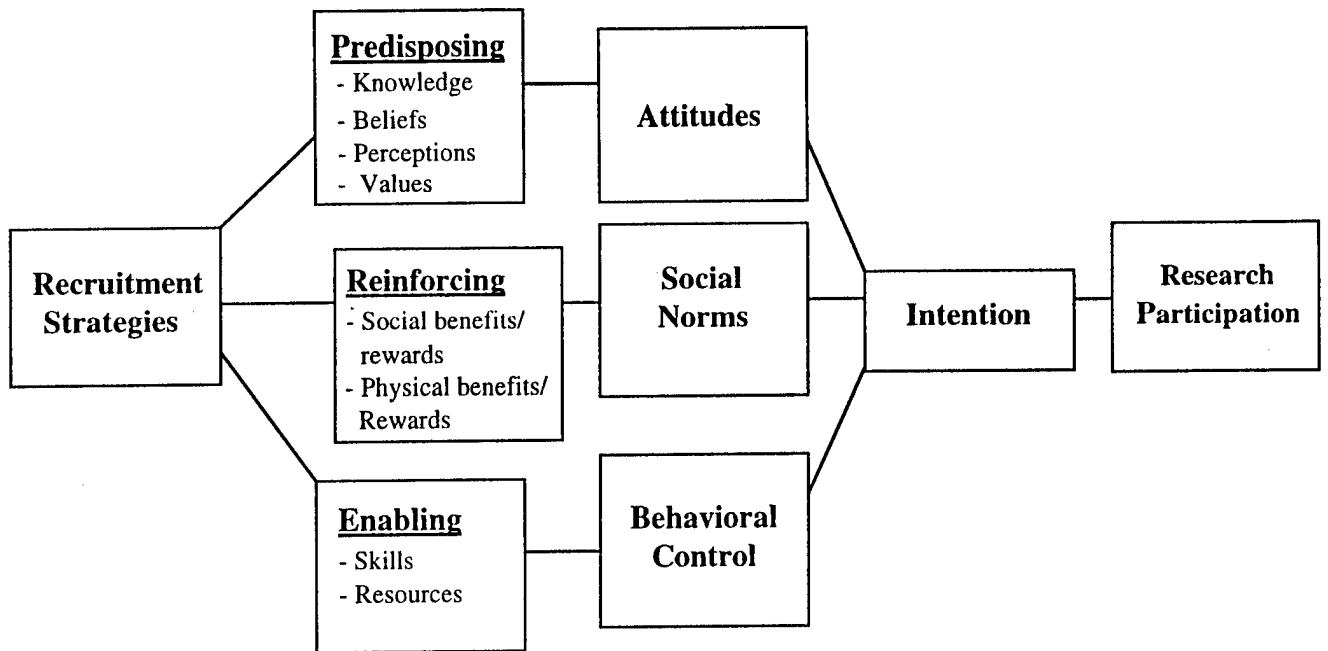 Predisposing
- Knowledge
- Beliefs
- Perceptions
- Values
Attitudes
Recruitment
Strategies
Reinforcing
- Social benefits/
rewards
- Physical benefits/
Rewards
Social
Norms
Intention
Research
Participation
Enabling
- Skills
- Resources
Behavioral
Control